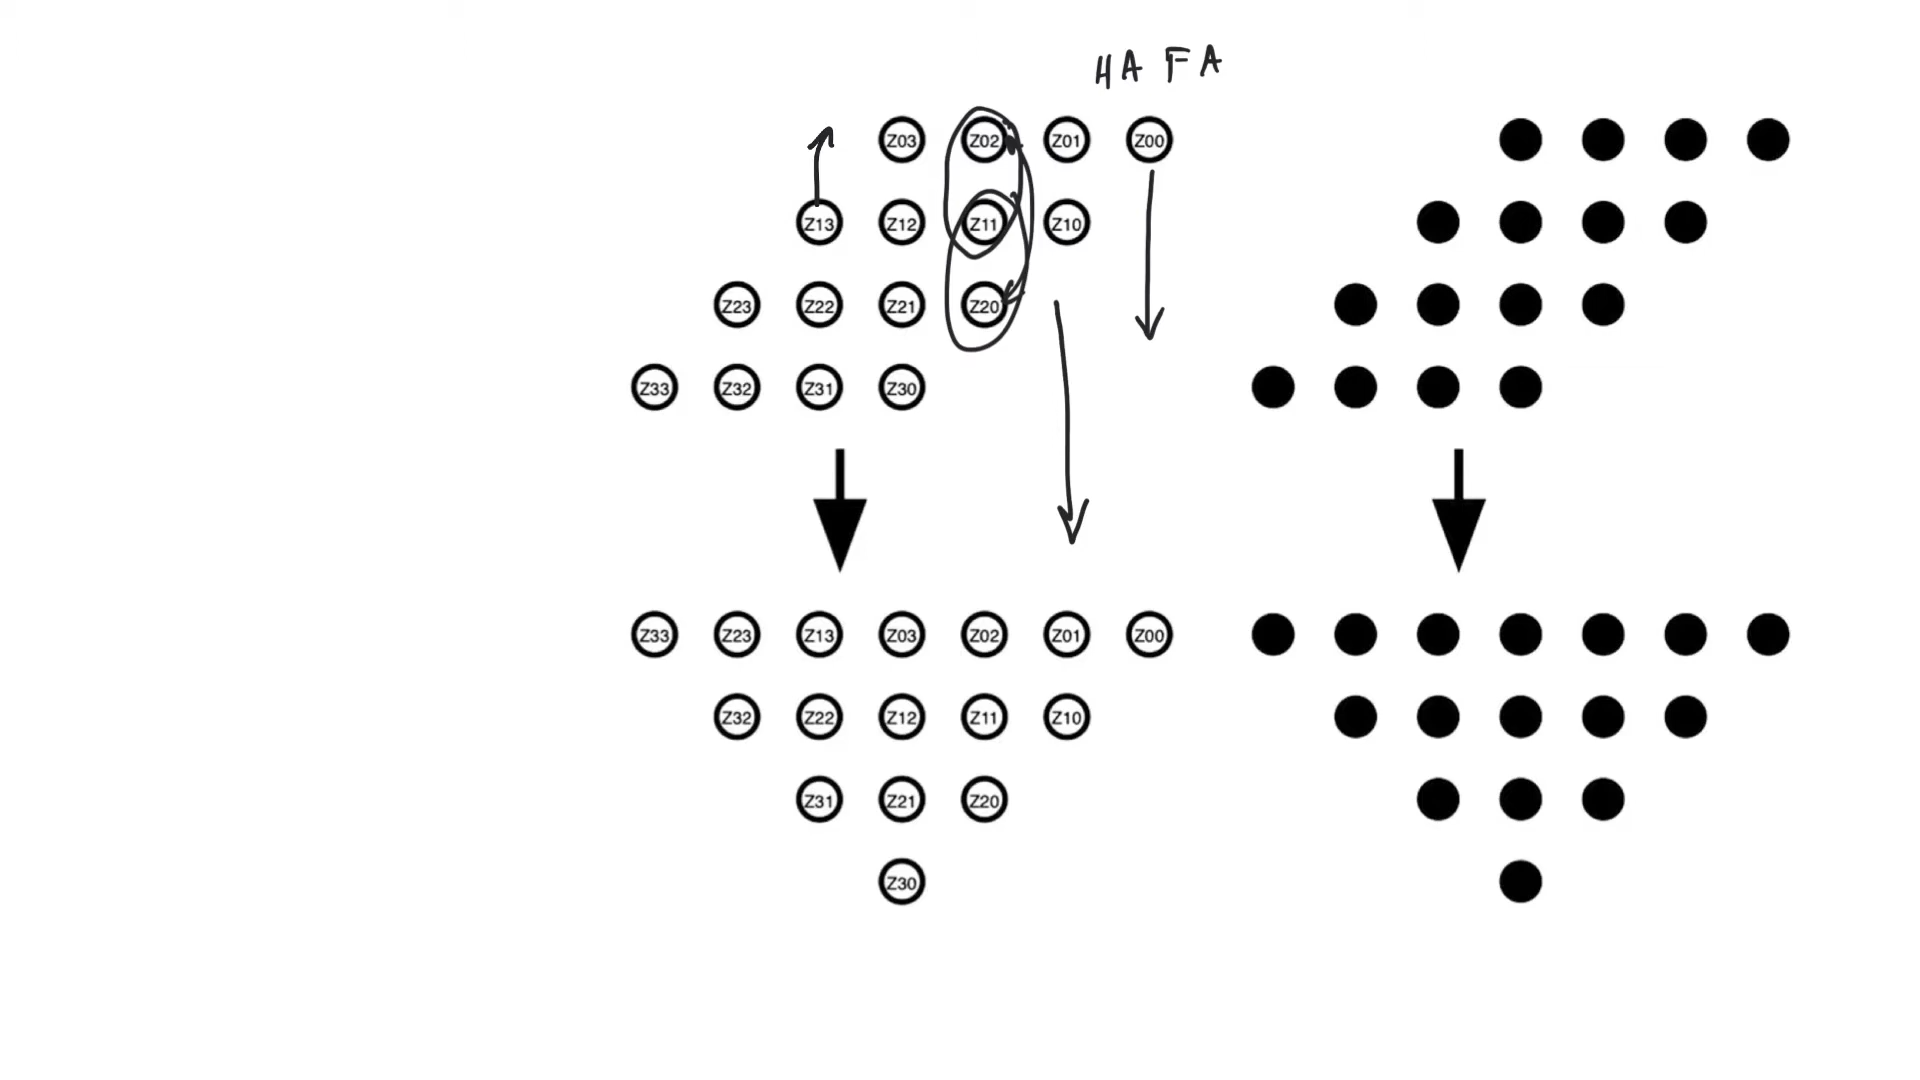 HA FA
Z03 Z02 Z01 Z00
Z13 Z12 Z11 Z10
Z23 Z22 Z21 Z20
Z33 Z32 Z31 Z30
Z33 Z23 Z13 Z03 Z02 Z01 Z00
Z32 Z22 Z12 Z11 Z10
Z31 Z21 Z20
Z30